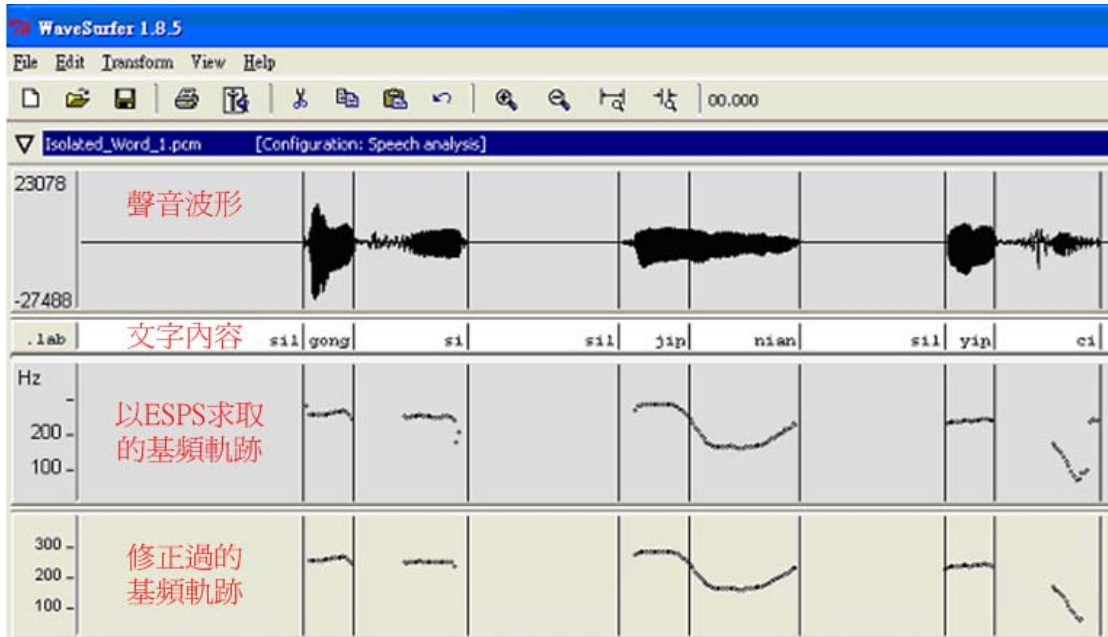 WaveSurfer 1.8.5
File Edit Transform View Help
00.000
Isolated_Word_1.pcm [Configuration: Speech analysis]
23078
聲音波形
-27488
.lab 文字內容 sil gong si sil jip nian sil yip ci
Hz
以ESPS求取
的基頻軌跡
200
100
300
修正過的
200
基頻軌跡
100